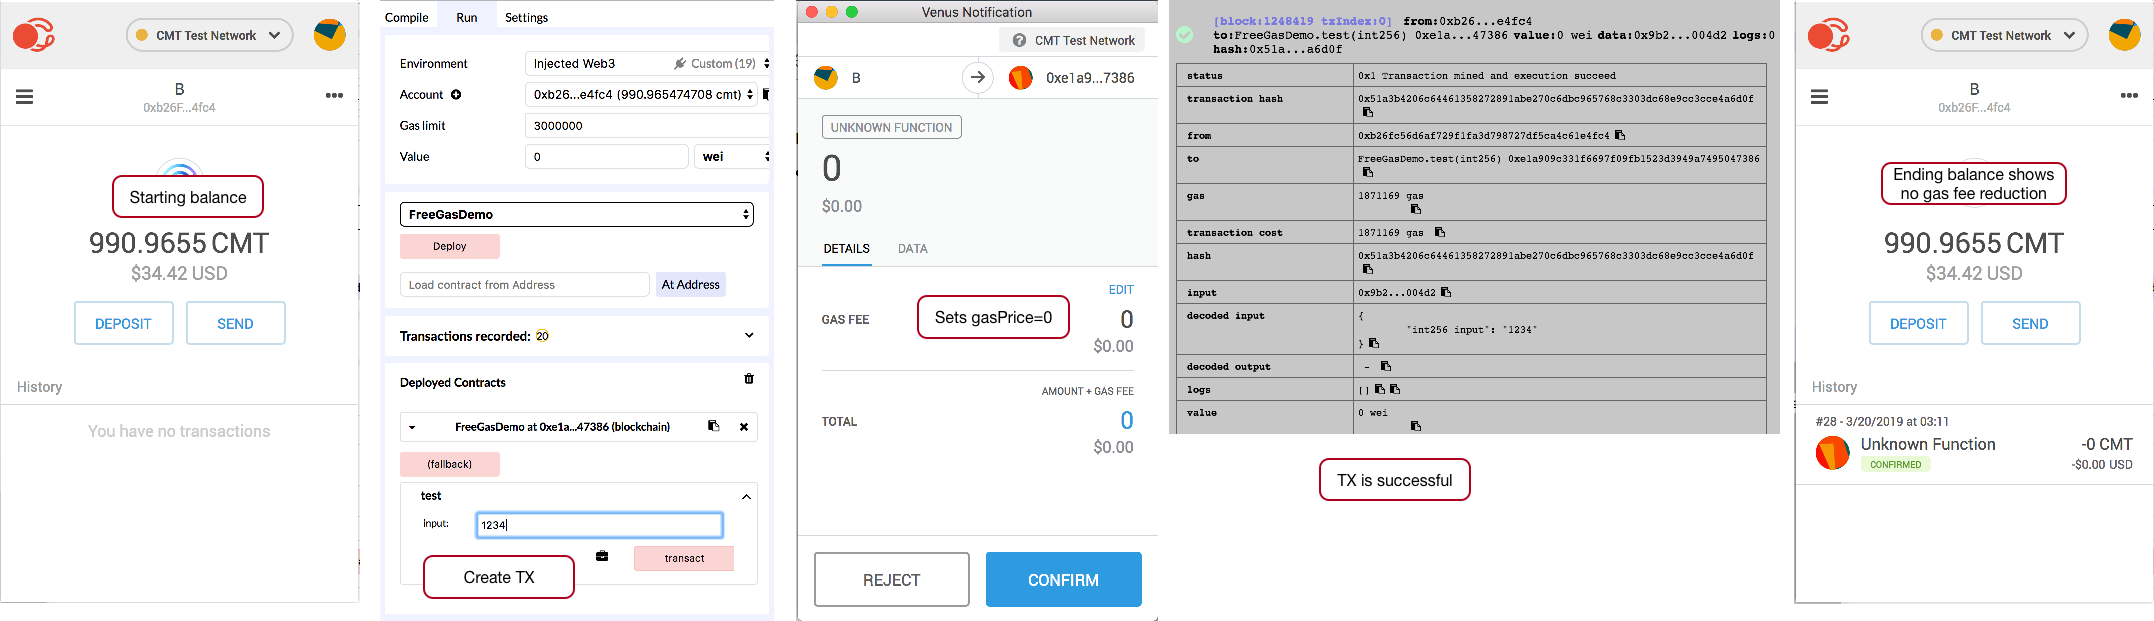 CMT Test Network
B
0xb26F...4fc4
Starting balance
990.9655 CMT
$34.42 USD
DEPOSIT
SEND
History
You have no transactions
Compile
Run
Settings
Environment
Injected Web3
Custom (19)
Account
0xb26...e4fc4 (990.965474708 cmt)
Gas limit
3000000
Value
0
wei
FreeGasDemo
Deploy
Load contract from Address
At Address
Transactions recorded: 20
Deployed Contracts
FreeGasDemo at 0xe1a...47386 (blockchain)
(fallback)
test
input:
1234
transact
Create TX
Venus Notification
CMT Test Network
B
0xe1a9...7386
UNKNOWN FUNCTION
0
$0.00
DETAILS
DATA
EDIT
GAS FEE
Sets gasPrice=0
0
$0.00
AMOUNT + GAS FEE
TOTAL
0
$0.00
REJECT
CONFIRM
[block:1248419 txIndex:0] from:0xb26...e4fc4
to:FreeGasDemo.test(int256) 0xe1a...47386 value:0 wei data:0x9b2...004d2 logs:0
hash:0x51a...a6d0f
status 0x1 Transaction mined and execution succeed
transaction hash 0x51a3b4206c64461358272891abe270c6dbc965768c3303dc68e9cc3cce4a6d0f
from 0xb26fc56d6af729f1fa3d798727df5ca4c61e4fc4
to FreeGasDemo.test(int256) 0xe1a909c331f6697f09fb1523d3949a7495047386
gas 1871169 gas
transaction cost 1871169 gas
hash 0x51a3b4206c64461358272891abe270c6dbc965768c3303dc68e9cc3cce4a6d0f
input 0x9b2...004d2
decoded input {
"int256 input": "1234"
}
decoded output -
logs []
value 0 wei
TX is successful
CMT Test Network
B
0xb26F...4fc4
Ending balance shows
no gas fee reduction
990.9655 CMT
$34.42 USD
DEPOSIT
SEND
History
#28 - 3/20/2019 at 03:11
Unknown Function
-0 CMT
CONFIRMED
-$0.00 USD